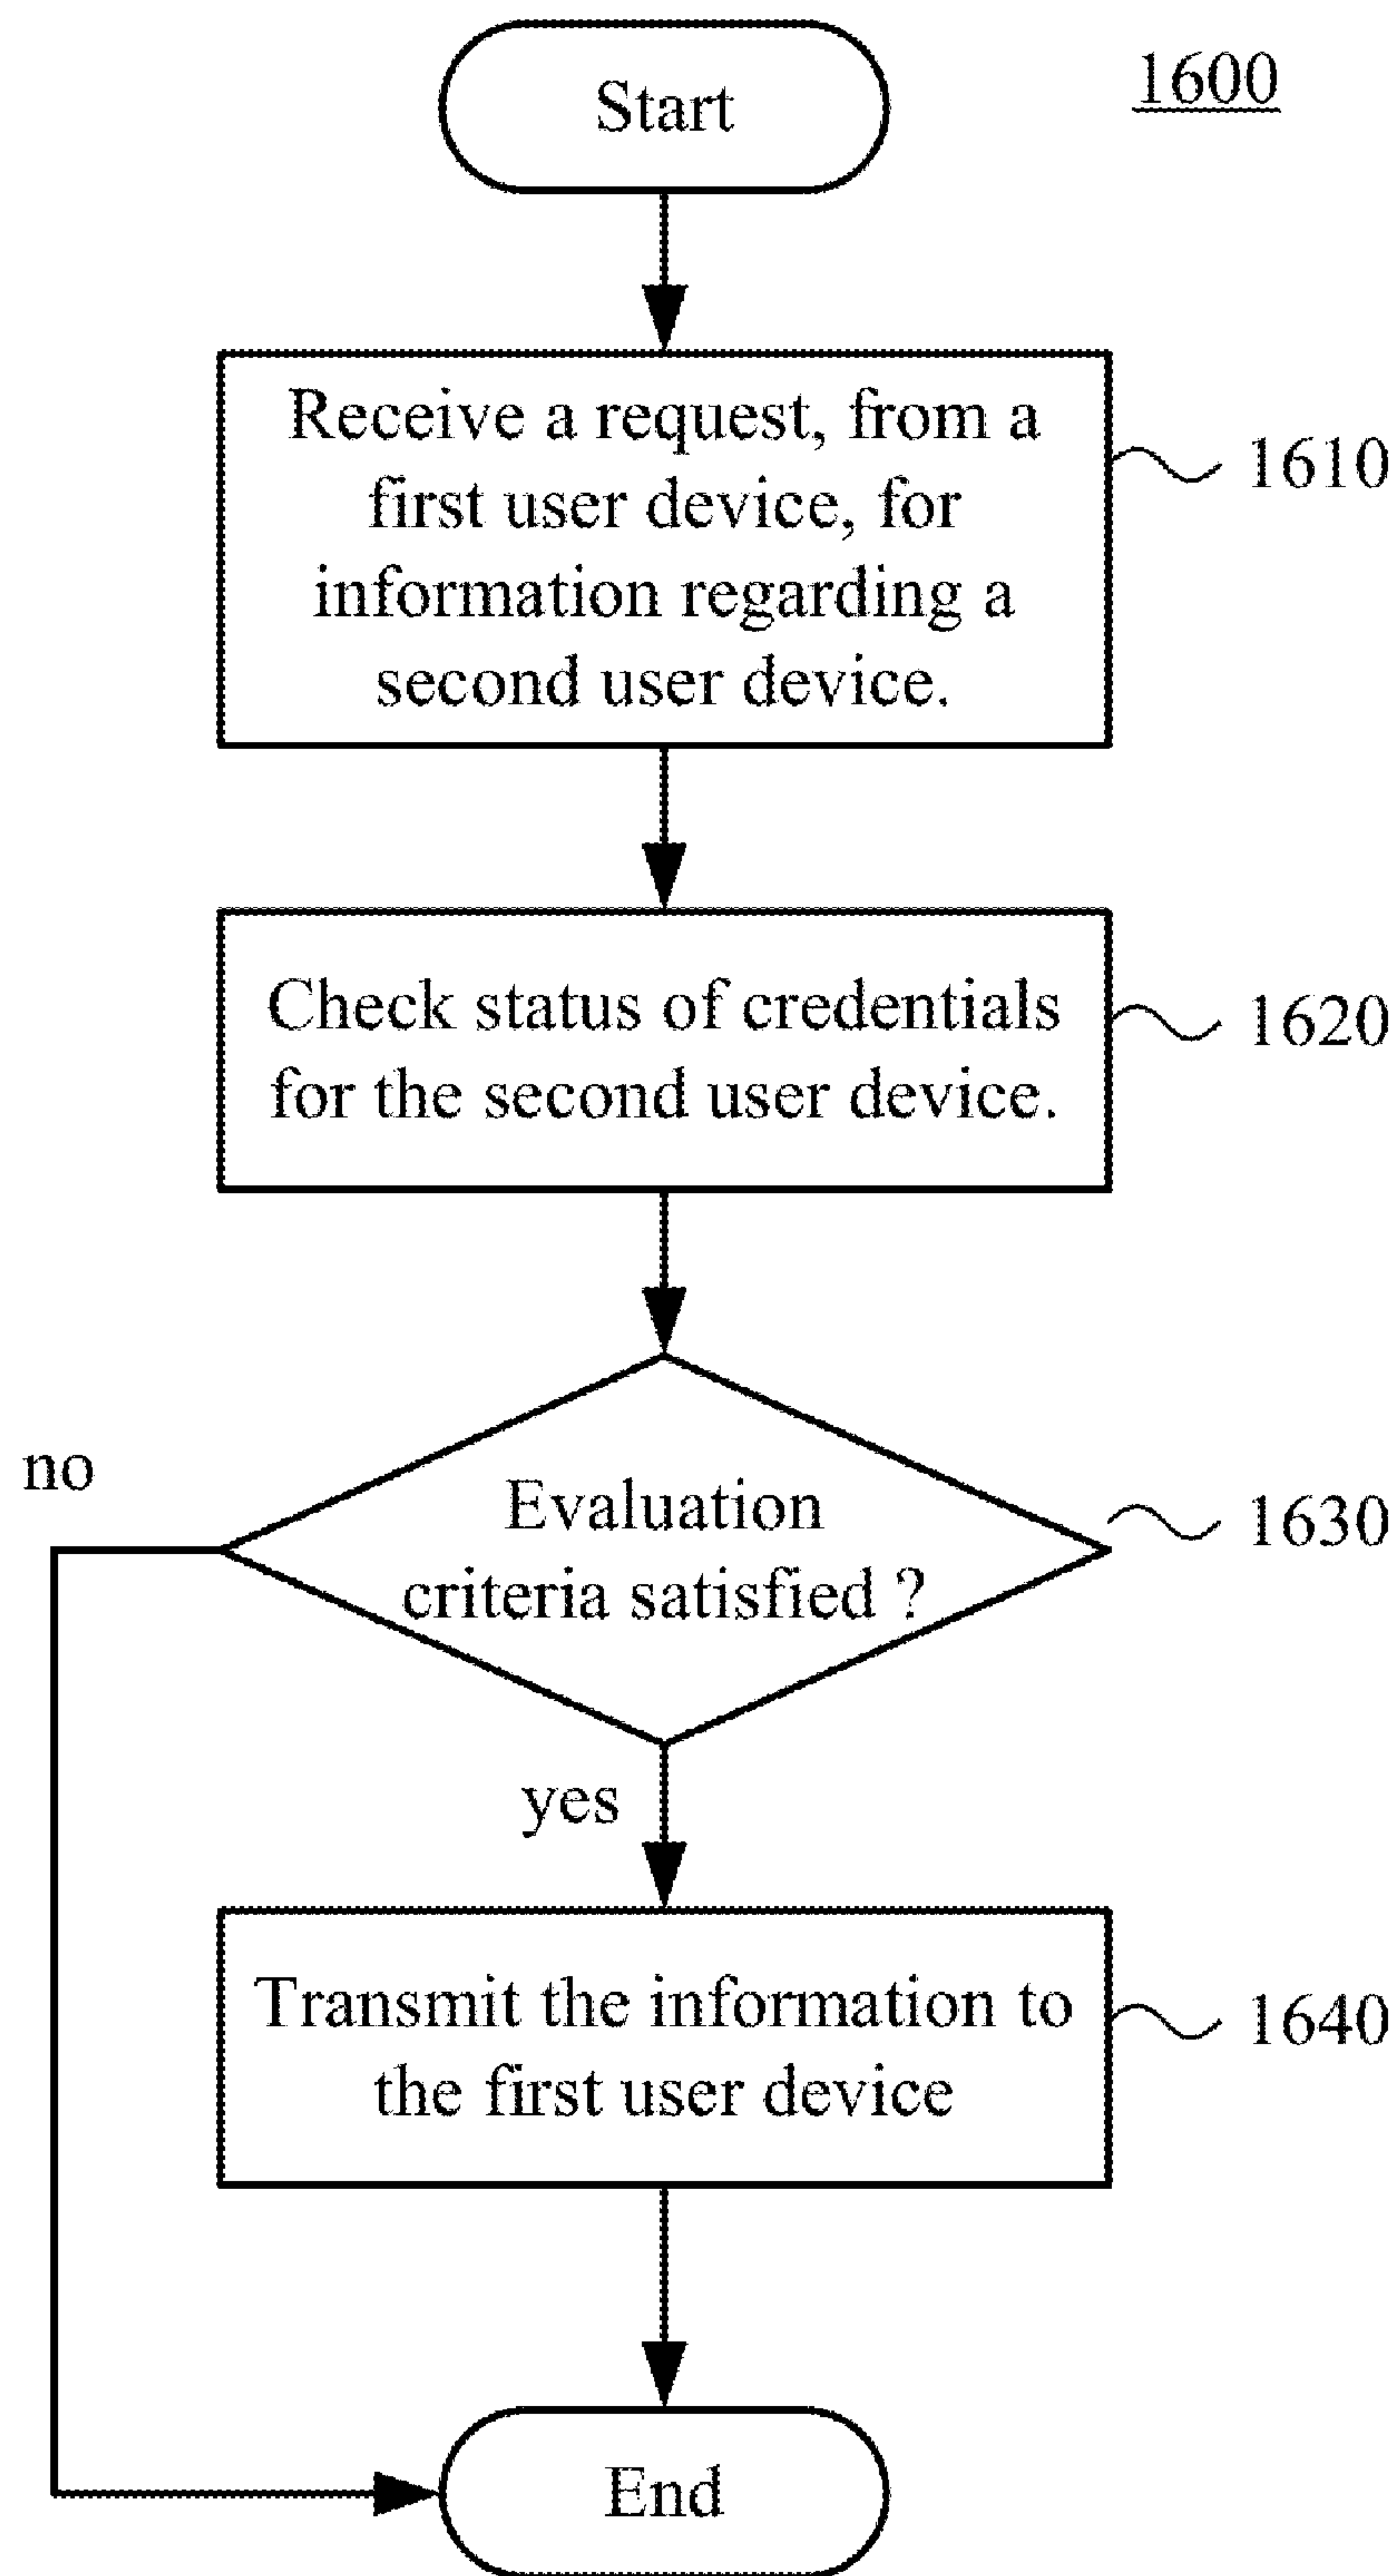 Start
1600
Receive a request, from a
first user device, for
information regarding a
second user device.
1610
Check status of credentials
for the second user device.
1620
no
Evaluation
criteria satisfied ?
1630
yes
Transmit the information to
the first user device
1640
End